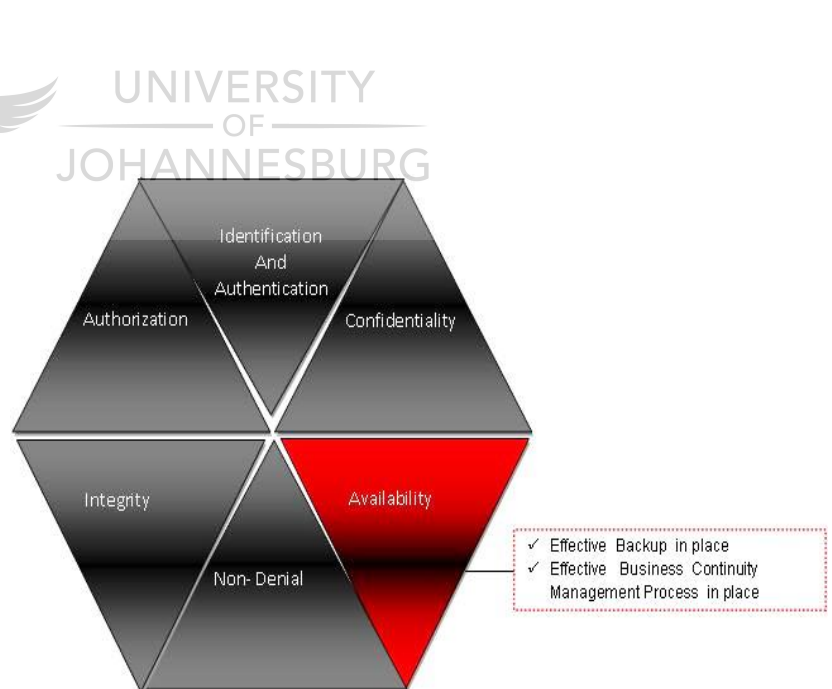 UNIVERSITY
OF
JOHANNESBURG
Identification
And
Authentication
Authorization
Confidentiality
Integrity
Availability
Non- Denial
✓ Effective Backup in place
✓ Effective Business Continuity
Management Process in place